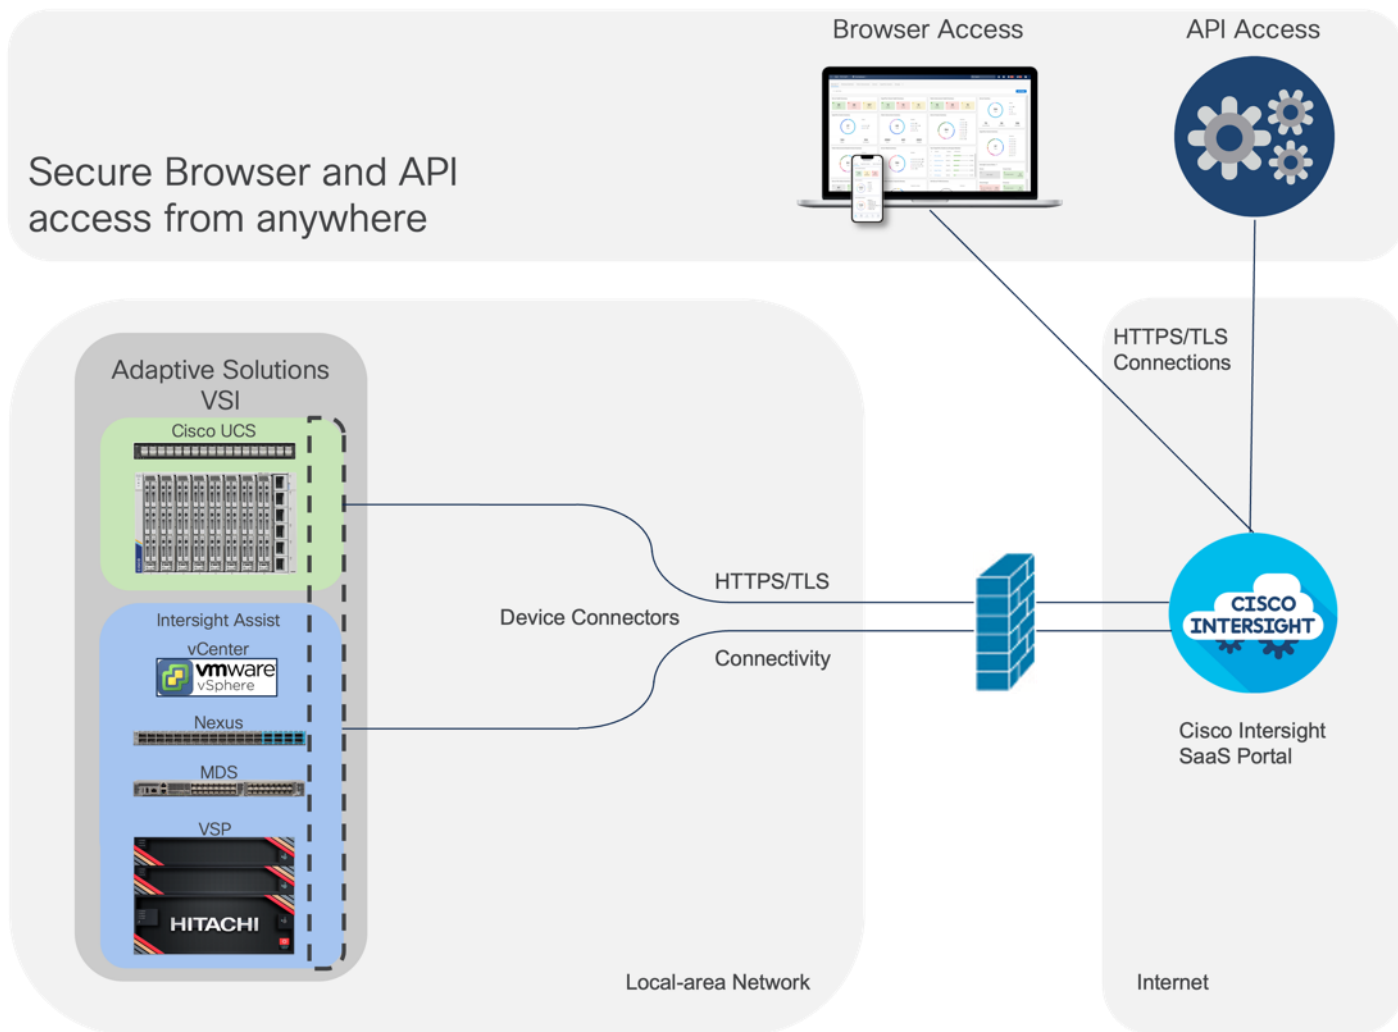 Browser Access
API Access
Secure Browser and API
access from anywhere
HTTPS/TLS
Connections
Adaptive Solutions
VSI
Cisco UCS
Intersight Assist
vCenter
vmware
vSphere
Nexus
MDS
VSP
HITACHI
Device Connectors
HTTPS/TLS
Connectivity
CISCO
INTERSIGHT
Cisco Intersight
SaaS Portal
Local-area Network
Internet